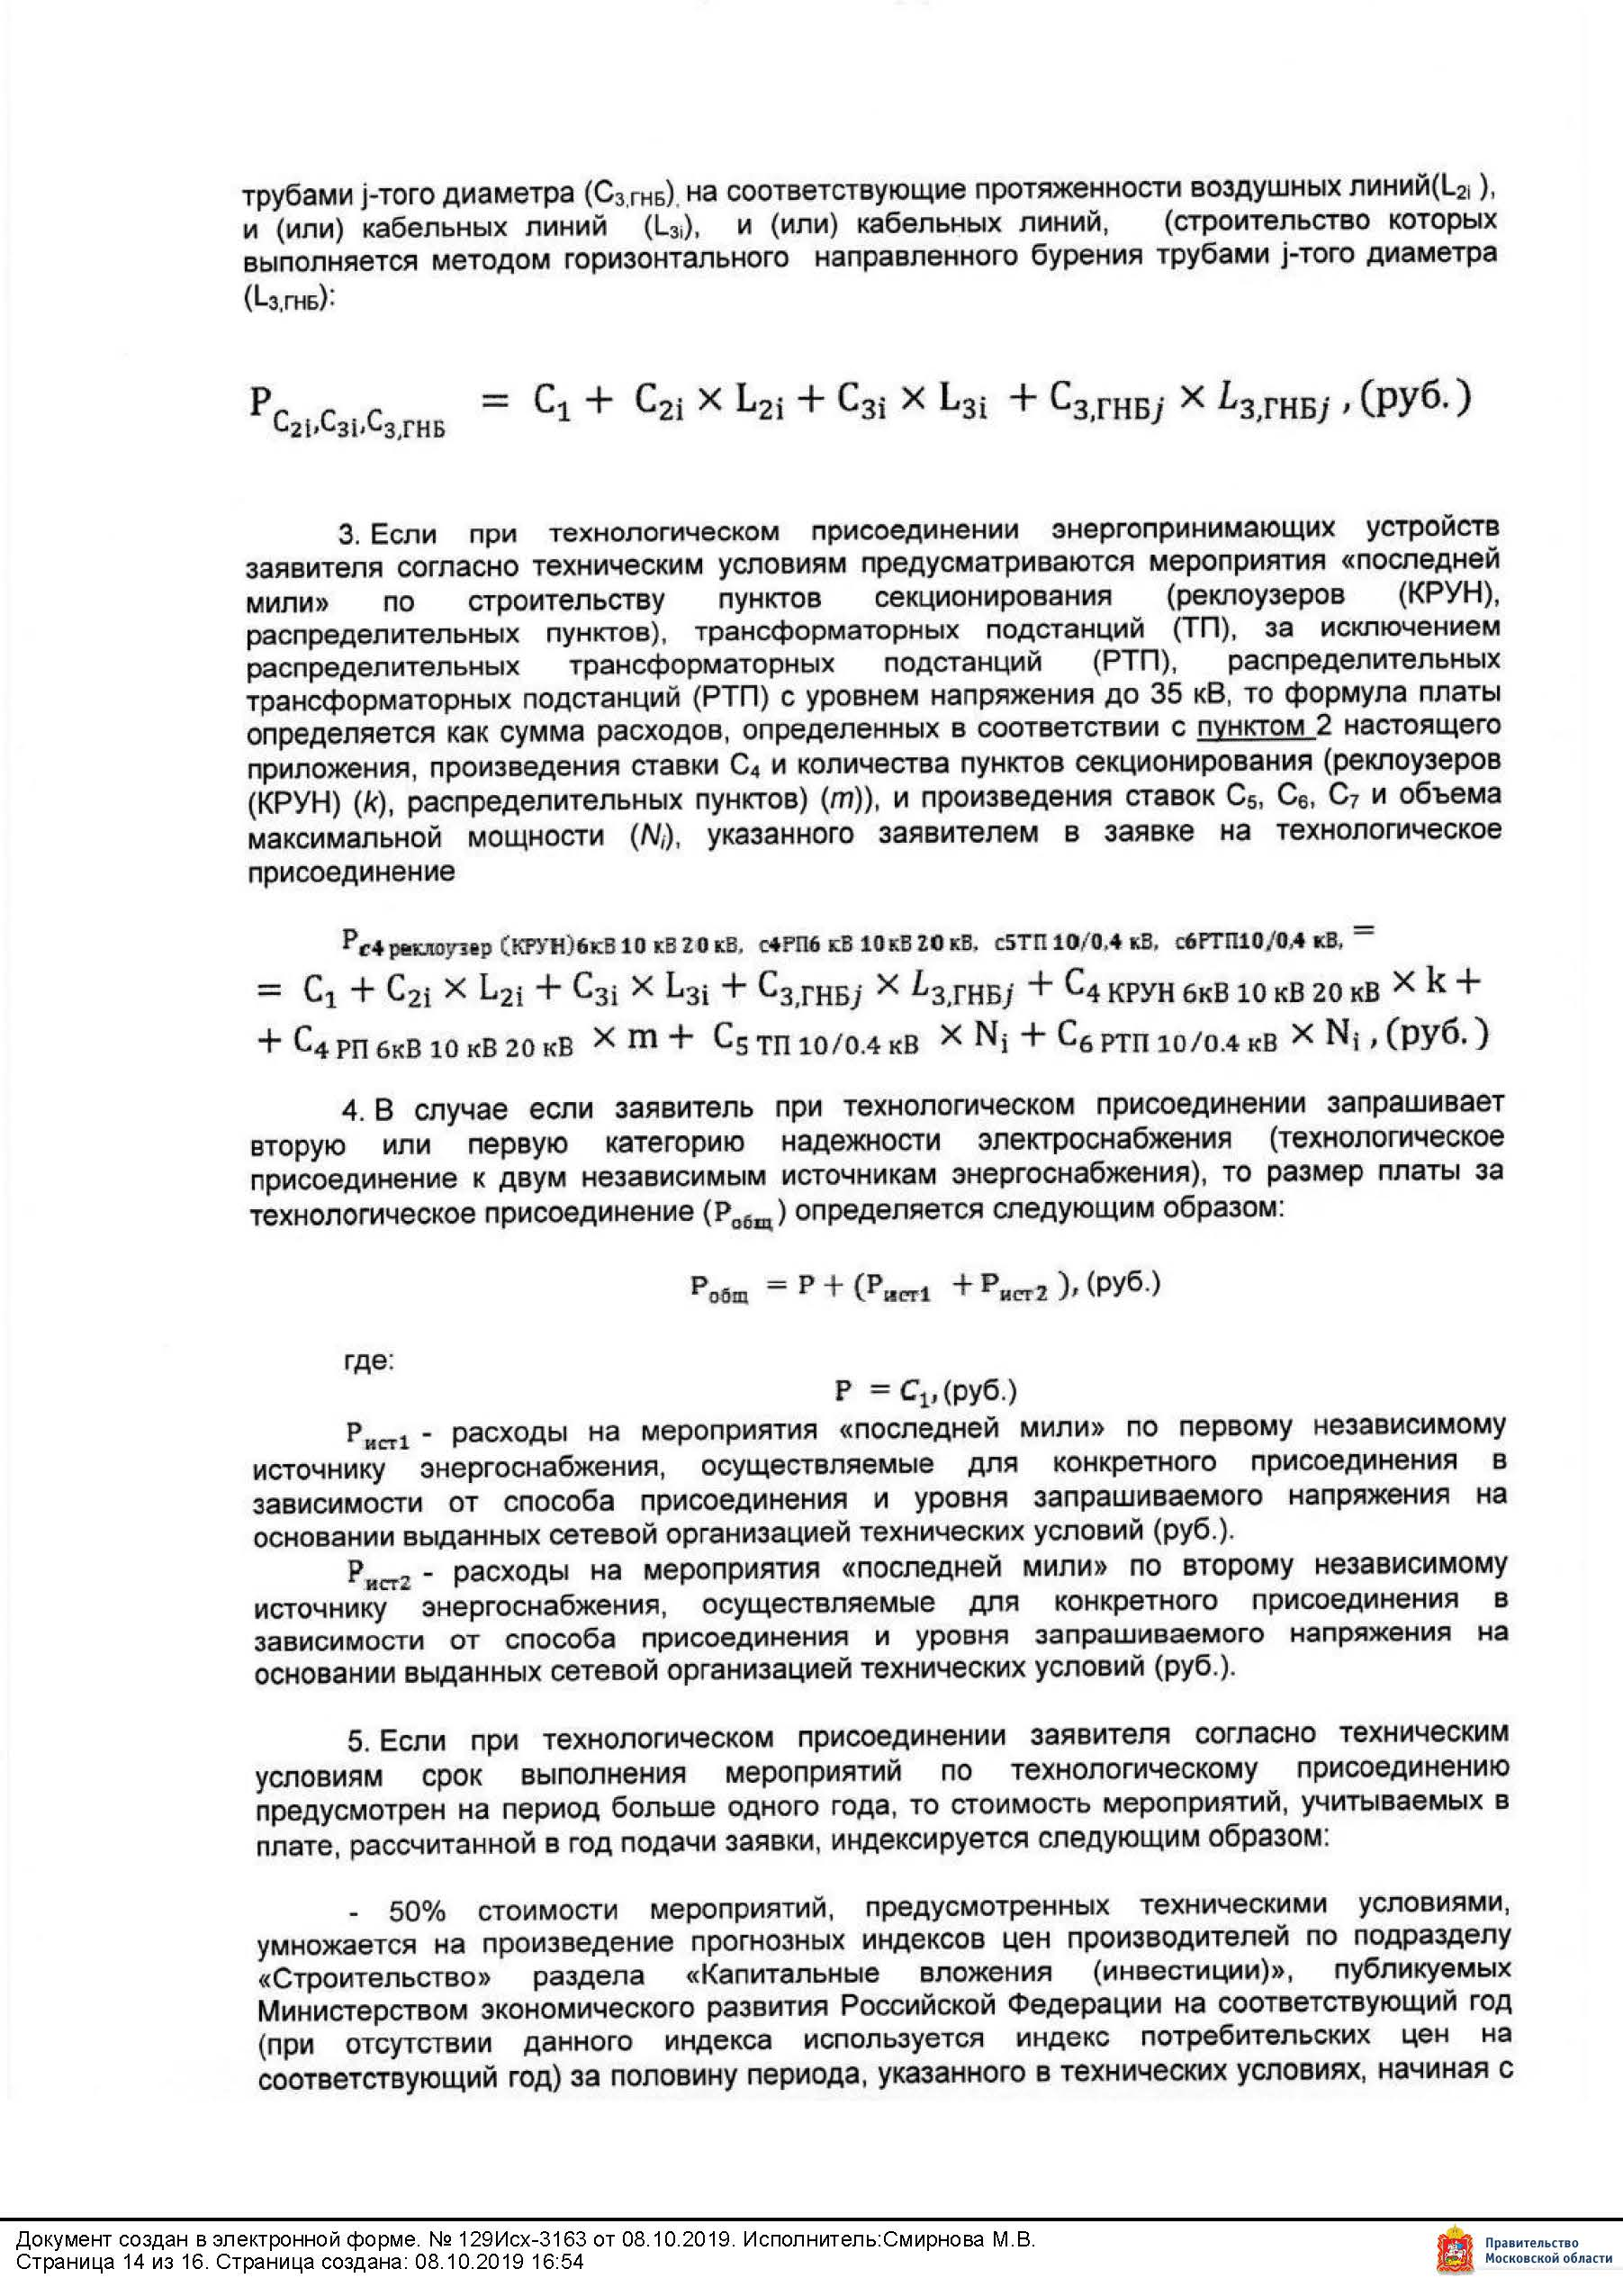 трубами j-того диаметра (С3,ГНБ), на соответствующие протяженности воздушных линий(L2i ),
и (или) кабельных линий (L3i), и (или) кабельных линий, (строительство которых
выполняется методом горизонтального направленного бурения трубами j-того диаметра
(L3,ГНБ):
P C2i,C3i,C3,ГНБ = C1 + C2i × L2i + C3i × L3i + C3,ГНБj × L3,ГНБj , (руб.)
3. Если при технологическом присоединении энергопринимающих устройств
заявителя согласно техническим условиям предусматриваются мероприятия «последней
мили» по строительству пунктов секционирования (реклоузеров (КРУН),
распределительных пунктов), трансформаторных подстанций (ТП), за исключением
распределительных трансформаторных подстанций (РТП), распределительных
трансформаторных подстанций (РТП) с уровнем напряжения до 35 кВ, то формула платы
определяется как сумма расходов, определенных в соответствии с пунктом 2 настоящего
приложения, произведения ставки С4 и количества пунктов секционирования (реклоузеров
(КРУН) (k), распределительных пунктов) (m)), и произведения ставок С5, С6, С7 и объема
максимальной мощности (Ni), указанного заявителем в заявке на технологическое
присоединение
Pс4 реклоузер (КРУН)6кВ 10 кВ 20 кВ, с4РП6 кВ 10кВ 20 кВ, с5ТП 10/0,4 кВ, с6РТП10/0,4 кВ, =
= C1 + C2i × L2i + C3i × L3i + C3,ГНБj × L3,ГНБj + C4 КРУН 6кВ 10 кВ 20 кВ × k +
+ C4 РП 6кВ 10 кВ 20 кВ × m + C5 ТП 10/0.4 кВ × Ni + C6 РТП 10/0.4 кВ × Ni , (руб.)
4. В случае если заявитель при технологическом присоединении запрашивает
вторую или первую категорию надежности электроснабжения (технологическое
присоединение к двум независимым источникам энергоснабжения), то размер платы за
технологическое присоединение (Робщ ) определяется следующим образом:
Робщ = Р + (Рист1 + Рист2 ), (руб.)
где:
Р = C1, (руб.)
Рист1 - расходы на мероприятия «последней мили» по первому независимому
источнику энергоснабжения, осуществляемые для конкретного присоединения в
зависимости от способа присоединения и уровня запрашиваемого напряжения на
основании выданных сетевой организацией технических условий (руб.).
Рист2 - расходы на мероприятия «последней мили» по второму независимому
источнику энергоснабжения, осуществляемые для конкретного присоединения в
зависимости от способа присоединения и уровня запрашиваемого напряжения на
основании выданных сетевой организацией технических условий (руб.).
5. Если при технологическом присоединении заявителя согласно техническим
условиям срок выполнения мероприятий по технологическому присоединению
предусмотрен на период больше одного года, то стоимость мероприятий, учитываемых в
плате, рассчитанной в год подачи заявки, индексируется следующим образом:
- 50% стоимости мероприятий, предусмотренных техническими условиями,
умножается на произведение прогнозных индексов цен производителей по подразделу
«Строительство» раздела «Капитальные вложения (инвестиции)», публикуемых
Министерством экономического развития Российской Федерации на соответствующий год
(при отсутствии данного индекса используется индекс потребительских цен на
соответствующий год) за половину периода, указанного в технических условиях, начиная с
Документ создан в электронной форме. № 129Исх-3163 от 08.10.2019. Исполнитель:Смирнова М.В.
Страница 14 из 16. Страница создана: 08.10.2019 16:54
Правительство
Московской области